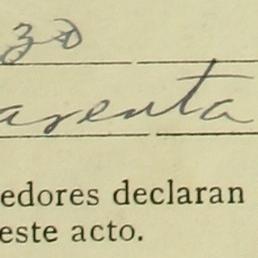 30
arenta
edores declaran
este acto.